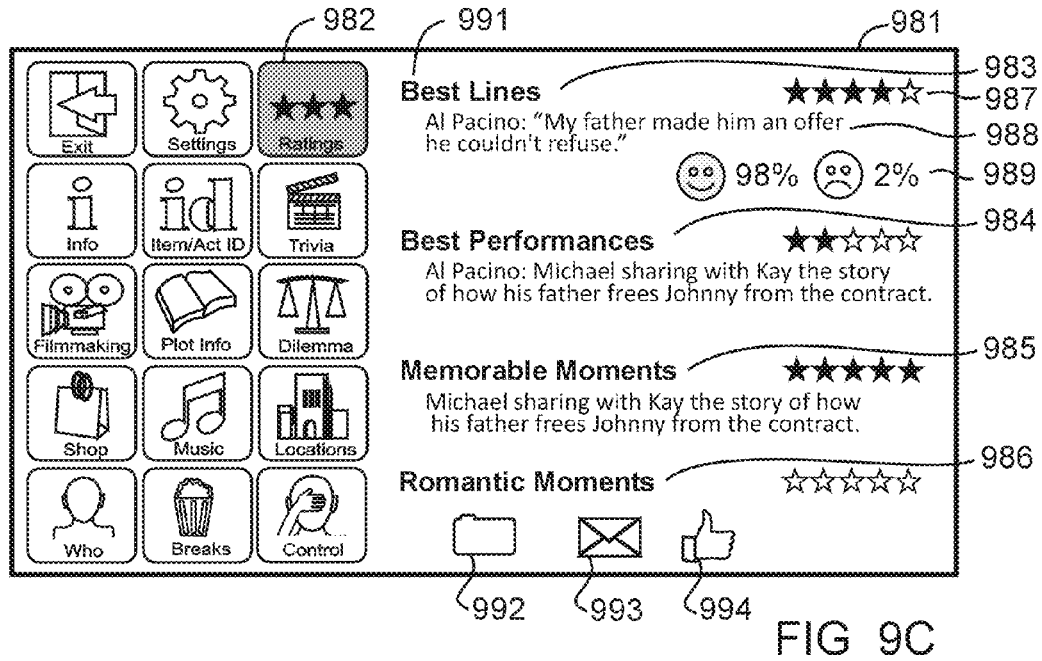 982
991
981
Exit
Settings
Ratings
Info
id
Item/Act ID
Trivia
Filmmaking
Plot Info
Dilemma
Shop
Music
Locations
Who
Breaks
Control
Best Lines
983
987
Al Pacino: "My father made him an offer
he couldn't refuse."
988
98%
2%
989
984
Best Performances
Al Pacino: Michael sharing with Kay the story
of how his father frees Johnny from the contract.
985
Memorable Moments
Michael sharing with Kay the story of how
his father frees Johnny from the contract.
986
Romantic Moments
992
993
994
FIG 9C